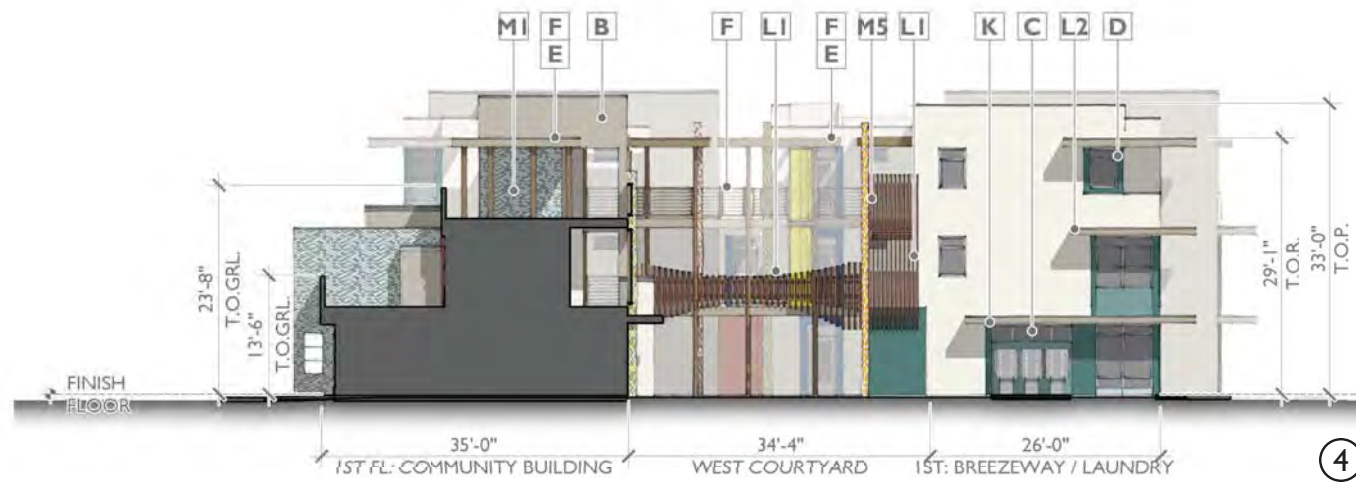 M1 F B F L1 F M5 L1 K C L2 D
E E
23'-8"
T.O.GRL.
13'-6"
T.O.GRL.
29'-1"
T.O.R.
33'-0"
T.O.P.
FINISH
FLOOR
35'-0" 34'-4" 26'-0"
1ST FL: COMMUNITY BUILDING WEST COURTYARD 1ST: BREEZEWAY / LAUNDRY
4